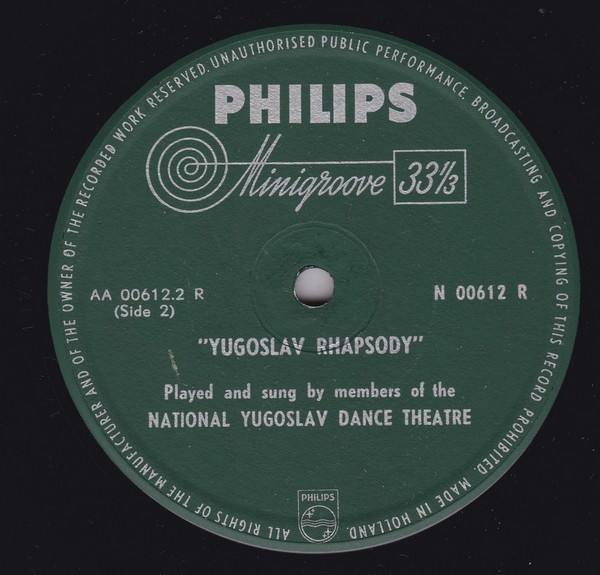 ALL RIGHTS OF THE MANUFACTURER AND OF THE OWNER OF THE RECORDED WORK RESERVED. UNAUTHORISED PUBLIC PERFORMANCE, BROADCASTING AND COPYING OF THIS RECORD PROHIBITED. MADE IN HOLLAND.
PHILIPS
Minigroove 33⅓
AA 00612.2 R
(Side 2)
N 00612 R
"YUGOSLAV RHAPSODY"
Played and sung by members of the
NATIONAL YUGOSLAV DANCE THEATRE
PHILIPS